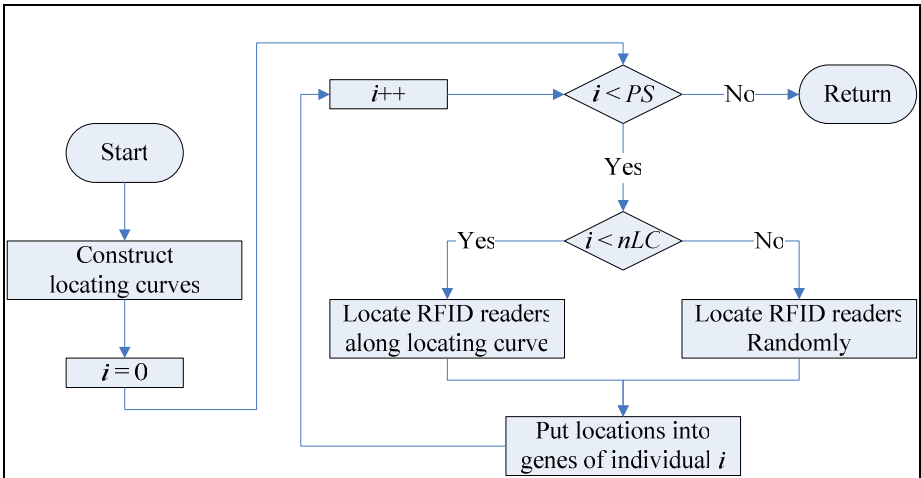 Start
Construct
locating curves
i = 0
i++
i < PS
No
Return
Yes
i < nLC
Yes
No
Locate RFID readers
along locating curve
Locate RFID readers
Randomly
Put locations into
genes of individual i